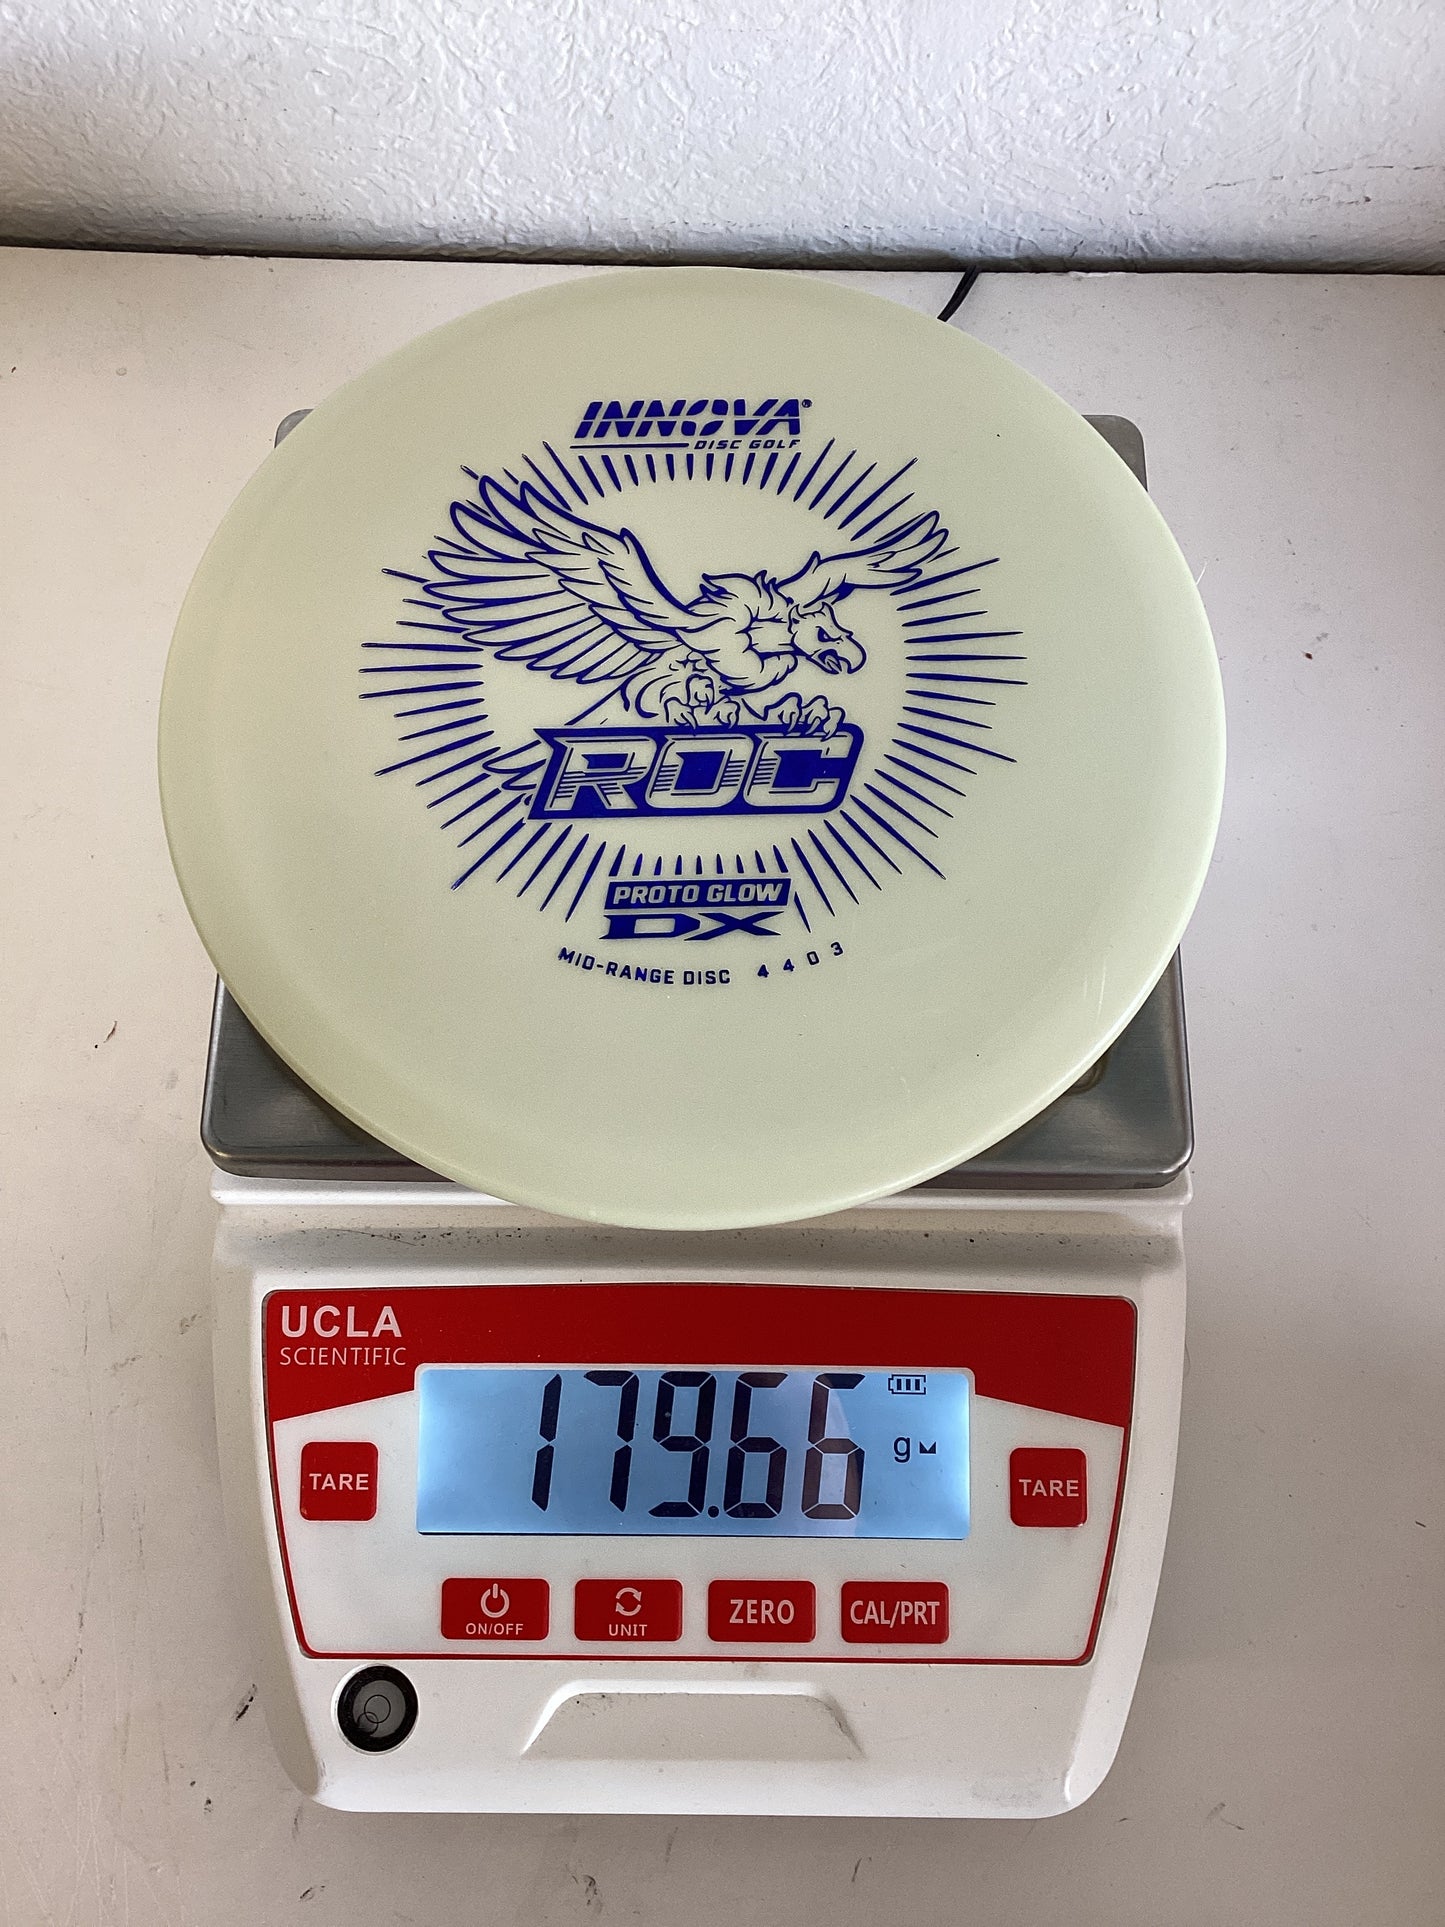 INNOVA®
DISC GOLF
ROC
PROTO GLOW
DX
MID-RANGE DISC 4 4 0 3
UCLA
SCIENTIFIC
179.66 g
TARE
TARE
ON/OFF
UNIT
ZERO
CAL/PRT